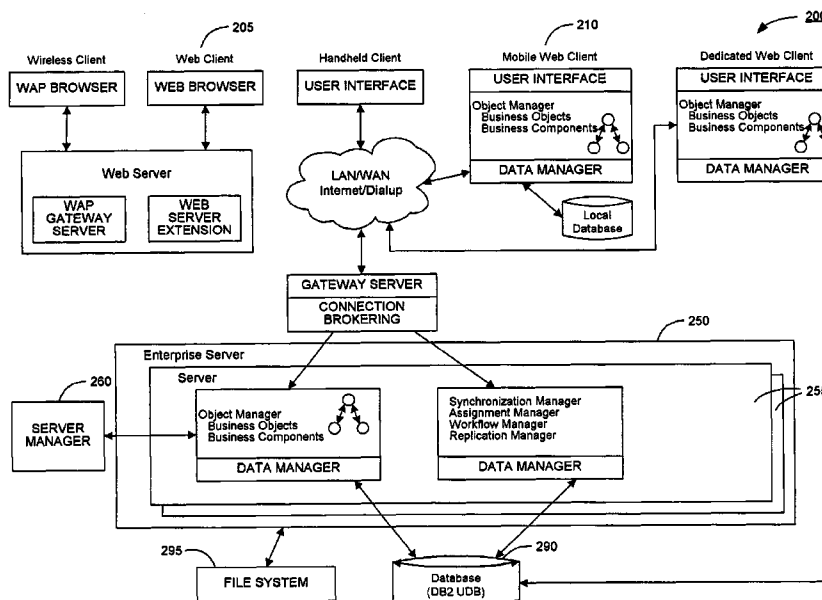 200
205
210
Wireless Client
Web Client
Handheld Client
Mobile Web Client
Dedicated Web Client
WAP BROWSER
WEB BROWSER
USER INTERFACE
USER INTERFACE
Object Manager
Business Objects
Business Components
DATA MANAGER
USER INTERFACE
Object Manager
Business Objects
Business Components
DATA MANAGER
Web Server
WAP
GATEWAY
SERVER
WEB
SERVER
EXTENSION
LAN/WAN
Internet/Dialup
Local
Database
GATEWAY SERVER
CONNECTION
BROKERING
250
Enterprise Server
Server
255
260
SERVER
MANAGER
Object Manager
Business Objects
Business Components
DATA MANAGER
Synchronization Manager
Assignment Manager
Workflow Manager
Replication Manager
DATA MANAGER
295
FILE SYSTEM
290
Database
(DB2 UDB)